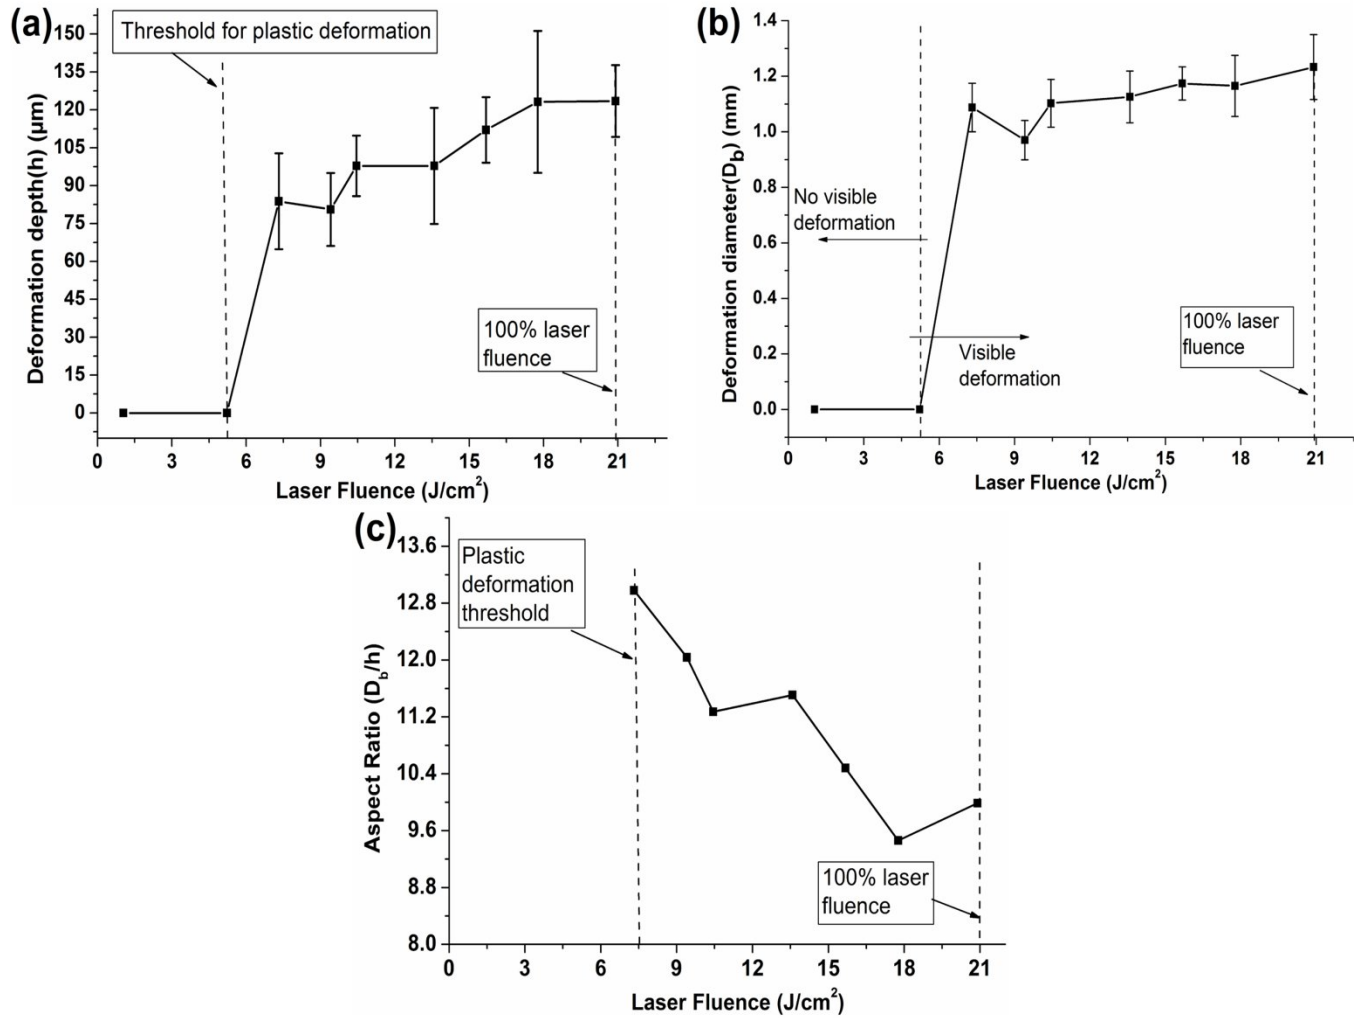 (a)
Threshold for plastic deformation
150
135
120
105
90
75
60
45
30
15
0
Deformation depth(h) (μm)
100% laser
fluence
0 3 6 9 12 15 18 21
Laser Fluence (J/cm²)
(b)
1.4
1.2
1.0
0.8
0.6
0.4
0.2
0.0
Deformation diameter(D_b) (mm)
No visible
deformation
Visible
deformation
100% laser
fluence
0 3 6 9 12 15 18 21
Laser Fluence (J/cm²)
(c)
13.6
12.8
12.0
11.2
10.4
9.6
8.8
8.0
Aspect Ratio (D_b/h)
Plastic
deformation
threshold
100% laser
fluence
0 3 6 9 12 15 18 21
Laser Fluence (J/cm²)